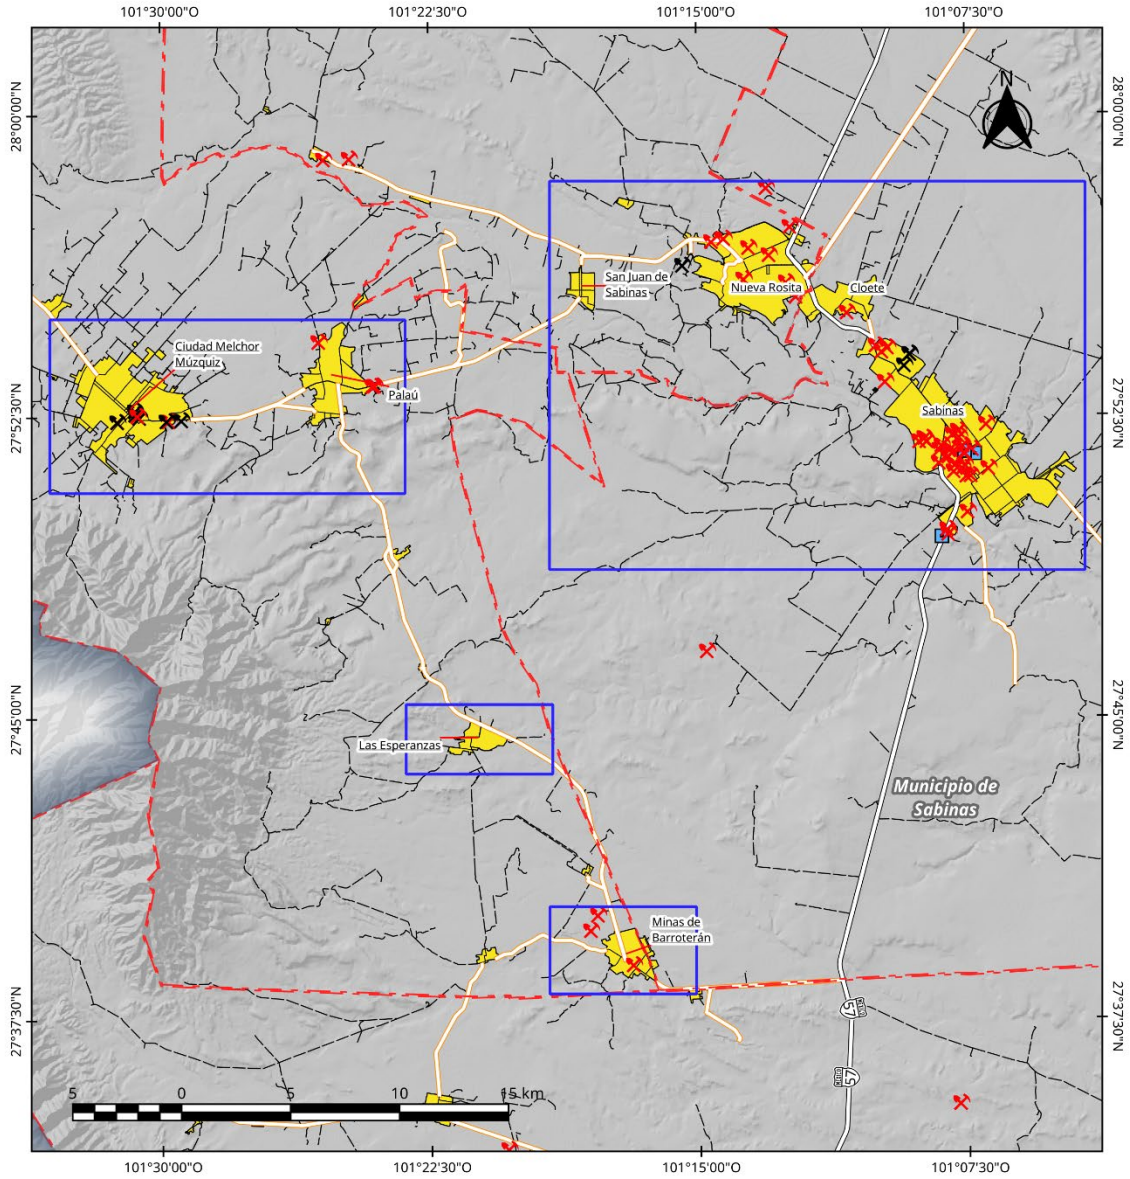 101°30'00"O
101°22'30"O
101°15'00"O
101°07'30"O
28°00'00"N
28°00'00"N
N
San Juan de
Sabinas
Nueva Rosita
Cloete
Ciudad Melchor
Múzquiz
Palaú
27°52'30"N
27°52'30"N
Sabinas
27°45'00"N
27°45'00"N
Las Esperanzas
Municipio de
Sabinas
Minas de
Barroterán
27°37'30"N
27°37'30"N
57
57
5
0
5
10
15 km
101°30'00"O
101°22'30"O
101°15'00"O
101°07'30"O